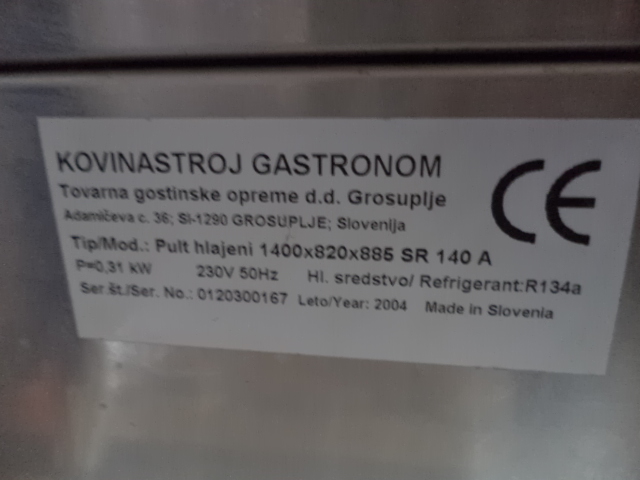 KOVINASTROJ GASTRONOM
Tovarna gostinske opreme d.d. Grosuplje
Adamičeva c. 36; SI-1290 GROSUPLJE; Slovenija
Tip/Mod.: Pult hlajeni 1400x820x885 SR 140 A
P=0,31 kW 230V 50Hz Hl. sredstvo/ Refrigerant:R134a
Ser.št./Ser. No.: 0120300167 Leto/Year: 2004 Made in Slovenia
CE